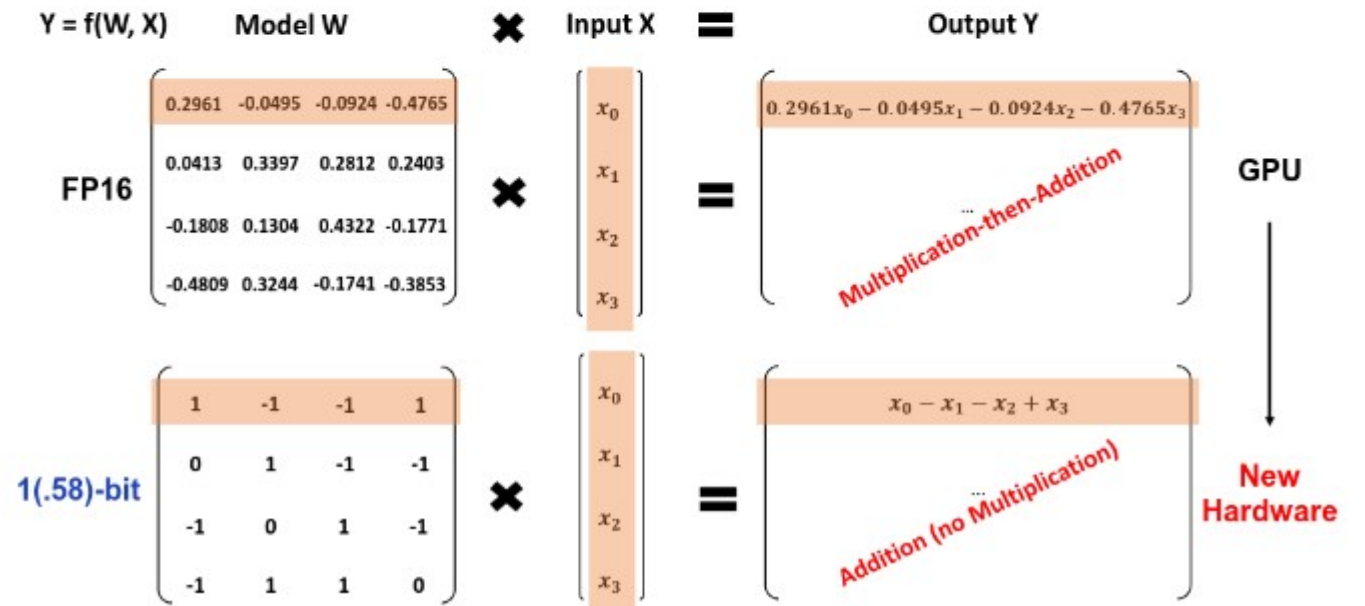 Y = f(W, X) Model W ✖ Input X = Output Y
0.2961 -0.0495 -0.0924 -0.4765
0.0413 0.3397 0.2812 0.2403
-0.1808 0.1304 0.4322 -0.1771
-0.4809 0.3244 -0.1741 -0.3853
FP16
✖
x₀
x₁
x₂
x₃
=
0.2961x₀ − 0.0495x₁ − 0.0924x₂ − 0.4765x₃
...
Multiplication-then-Addition
GPU
1 -1 -1 1
0 1 -1 -1
-1 0 1 -1
-1 1 1 0
1(.58)-bit
✖
x₀
x₁
x₂
x₃
=
x₀ − x₁ − x₂ + x₃
...
Addition (no Multiplication)
New
Hardware